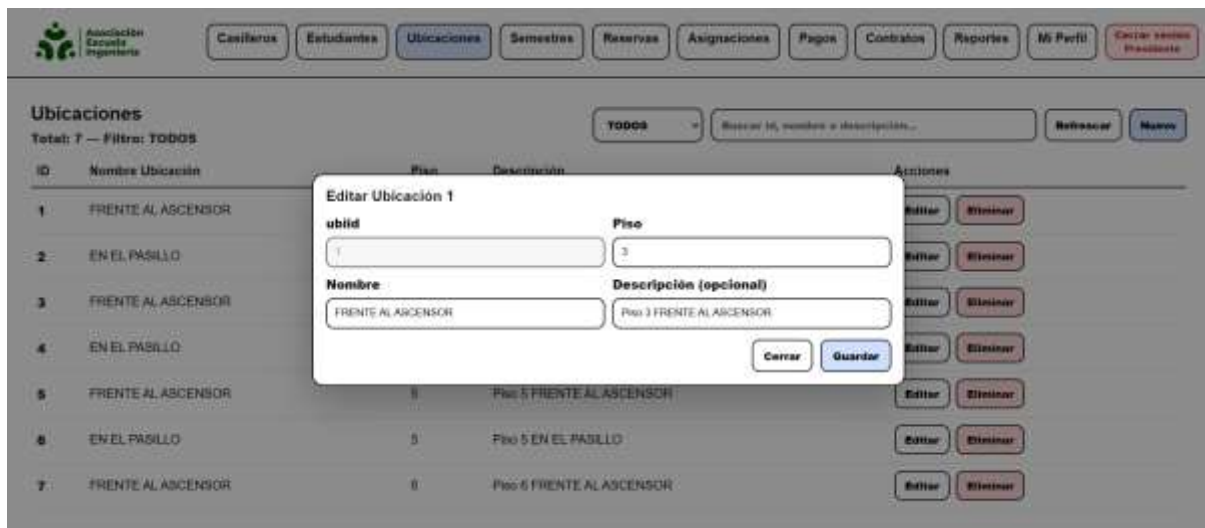 Asociación
Escuela
Ingeniería
Casilleros Estudiantes Ubicaciones Semestres Reservas Asignaciones Pagos Contratos Reportes Mi Perfil Cerrar sesión
Presidente
Ubicaciones
Total: 7 — Filtro: TODOS
TODOS Buscar id, nombre o descripción... Refrescar Nuevo
ID Nombre Ubicación Piso Descripción Acciones
1 FRENTE AL ASCENSOR Editar Eliminar
2 EN EL PASILLO Editar Eliminar
3 FRENTE AL ASCENSOR Editar Eliminar
4 EN EL PASILLO Editar Eliminar
5 FRENTE AL ASCENSOR 5 Piso 5 FRENTE AL ASCENSOR Editar Eliminar
6 EN EL PASILLO 5 Piso 5 EN EL PASILLO Editar Eliminar
7 FRENTE AL ASCENSOR 6 Piso 6 FRENTE AL ASCENSOR Editar Eliminar
Editar Ubicación 1
ubiId Piso
1 3
Nombre Descripción (opcional)
FRENTE AL ASCENSOR Piso 3 FRENTE AL ASCENSOR
Cerrar Guardar